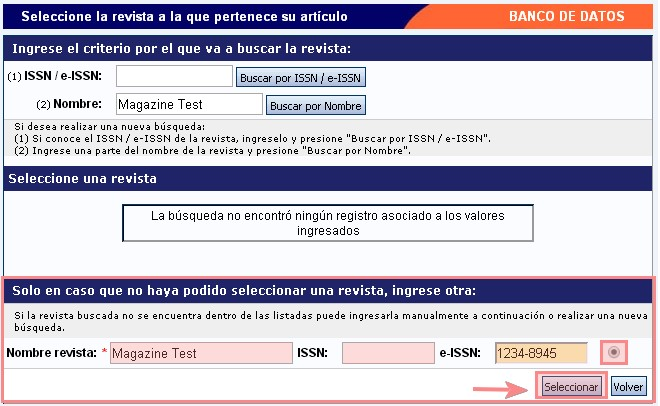 Seleccione la revista a la que pertenece su artículo
BANCO DE DATOS
Ingrese el criterio por el que va a buscar la revista:
(1) ISSN / e-ISSN:
Buscar por ISSN / e-ISSN
(2) Nombre: Magazine Test
Buscar por Nombre
Si desea realizar una nueva búsqueda:
(1) Si conoce el ISSN / e-ISSN de la revista, ingreselo y presione "Buscar por ISSN / e-ISSN".
(2) Ingrese una parte del nombre de la revista y presione "Buscar por Nombre".
Seleccione una revista
La búsqueda no encontró ningún registro asociado a los valores
ingresados
Solo en caso que no haya podido seleccionar una revista, ingrese otra:
Si la revista buscada no se encuentra dentro de las listadas puede ingresarla manualmente a continuación o realizar una nueva
búsqueda.
Nombre revista: * Magazine Test ISSN: e-ISSN: 1234-8945
Seleccionar Volver